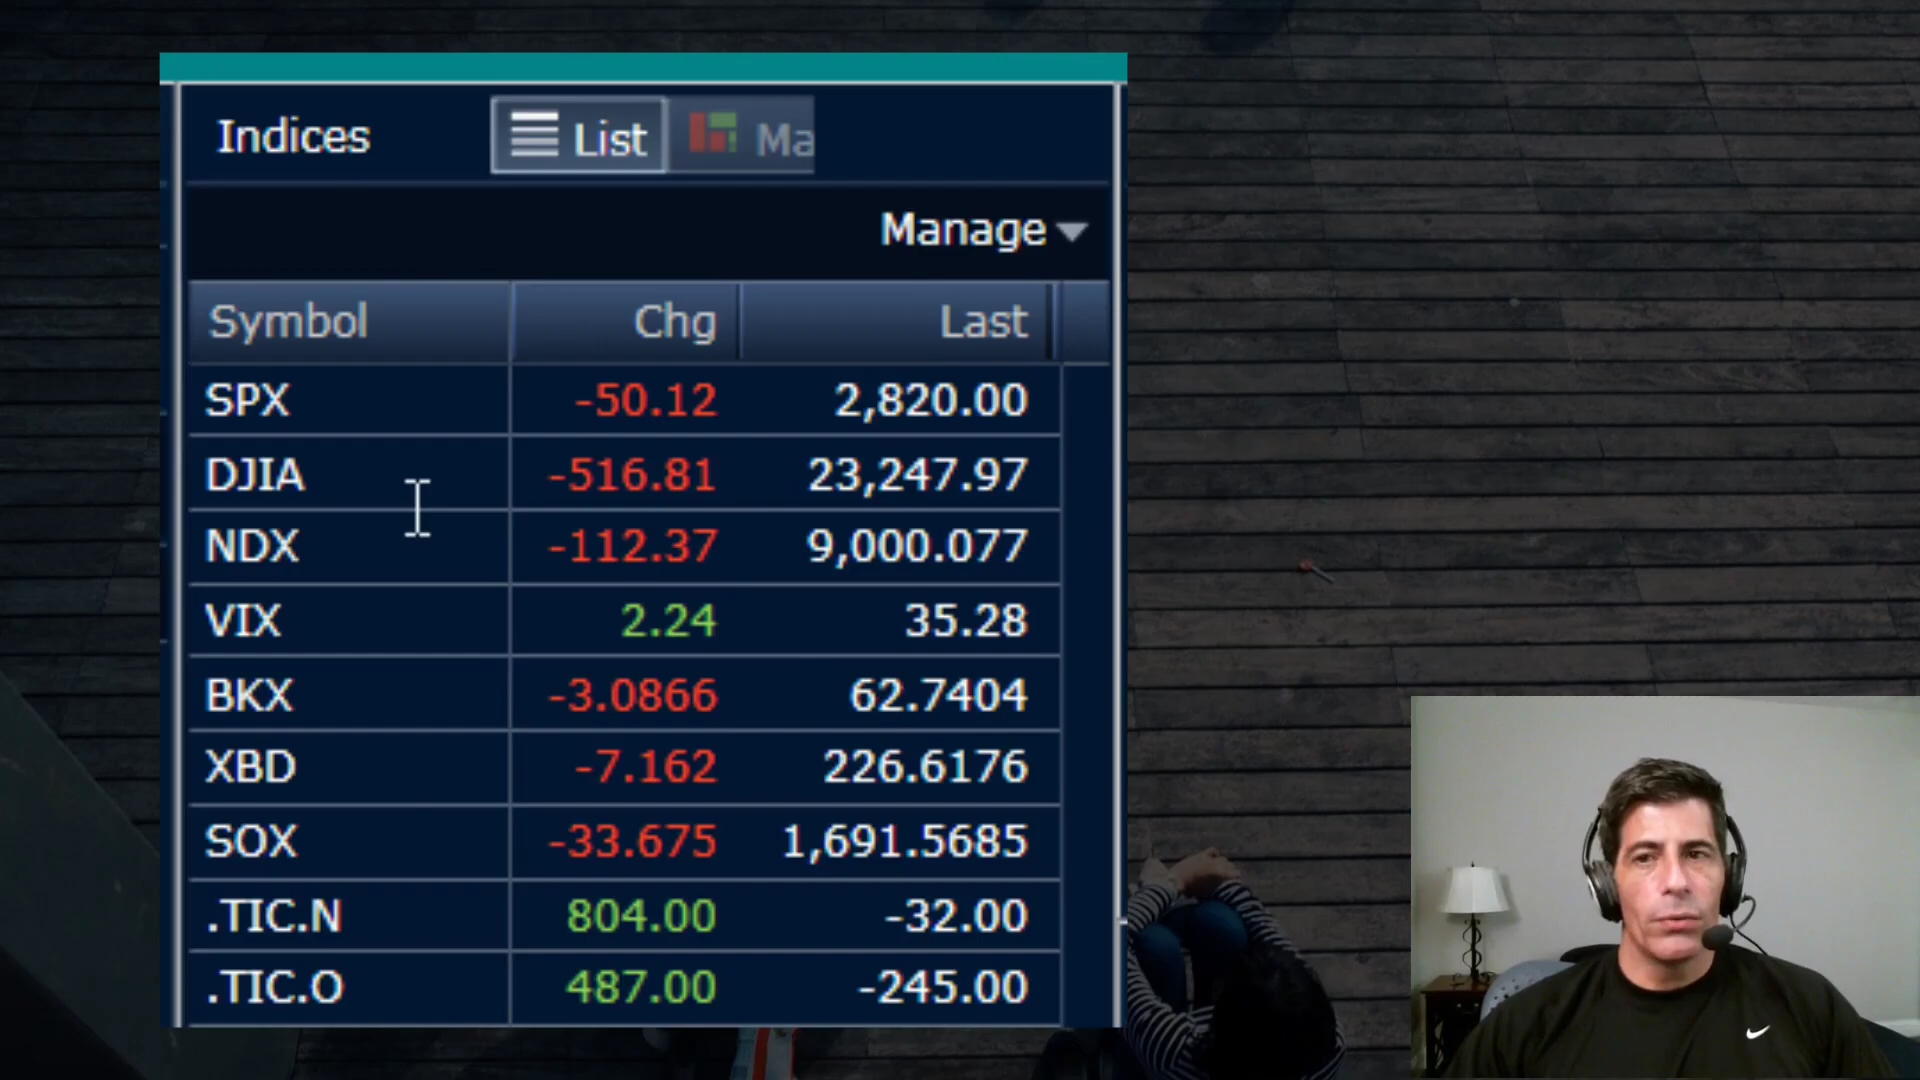 Indices List Ma
Manage
Symbol Chg Last
SPX -50.12 2,820.00
DJIA -516.81 23,247.97
NDX -112.37 9,000.077
VIX 2.24 35.28
BKX -3.0866 62.7404
XBD -7.162 226.6176
SOX -33.675 1,691.5685
.TIC.N 804.00 -32.00
.TIC.O 487.00 -245.00